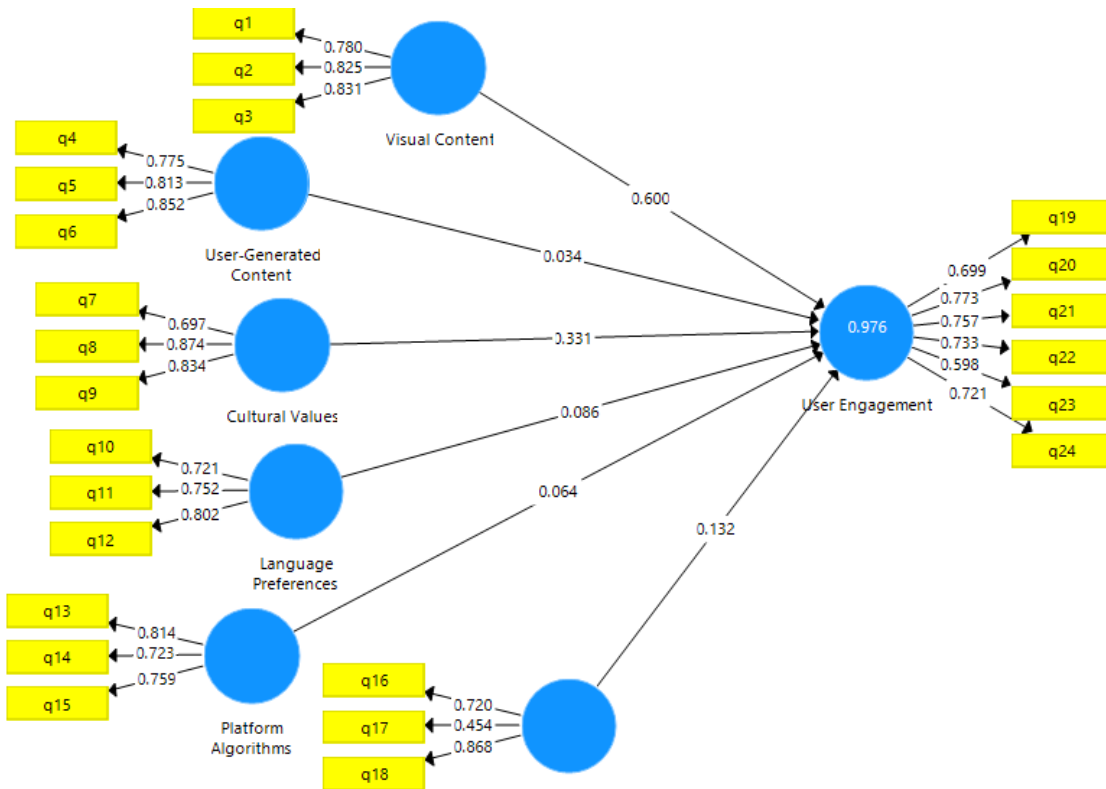 q1
0.780
q2
0.825
q3
0.831
Visual Content
q4
0.775
q5
0.813
q6
0.852
User-Generated
Content
q7
0.697
q8
0.874
q9
0.834
Cultural Values
q10
0.721
q11
0.752
q12
0.802
Language
Preferences
q13
0.814
q14
0.723
q15
0.759
Platform
Algorithms
q16
0.720
q17
0.454
q18
0.868
0.600
0.034
0.331
0.086
0.064
0.132
0.976
User Engagement
q19
0.699
q20
0.773
q21
0.757
q22
0.733
q23
0.598
q24
0.721